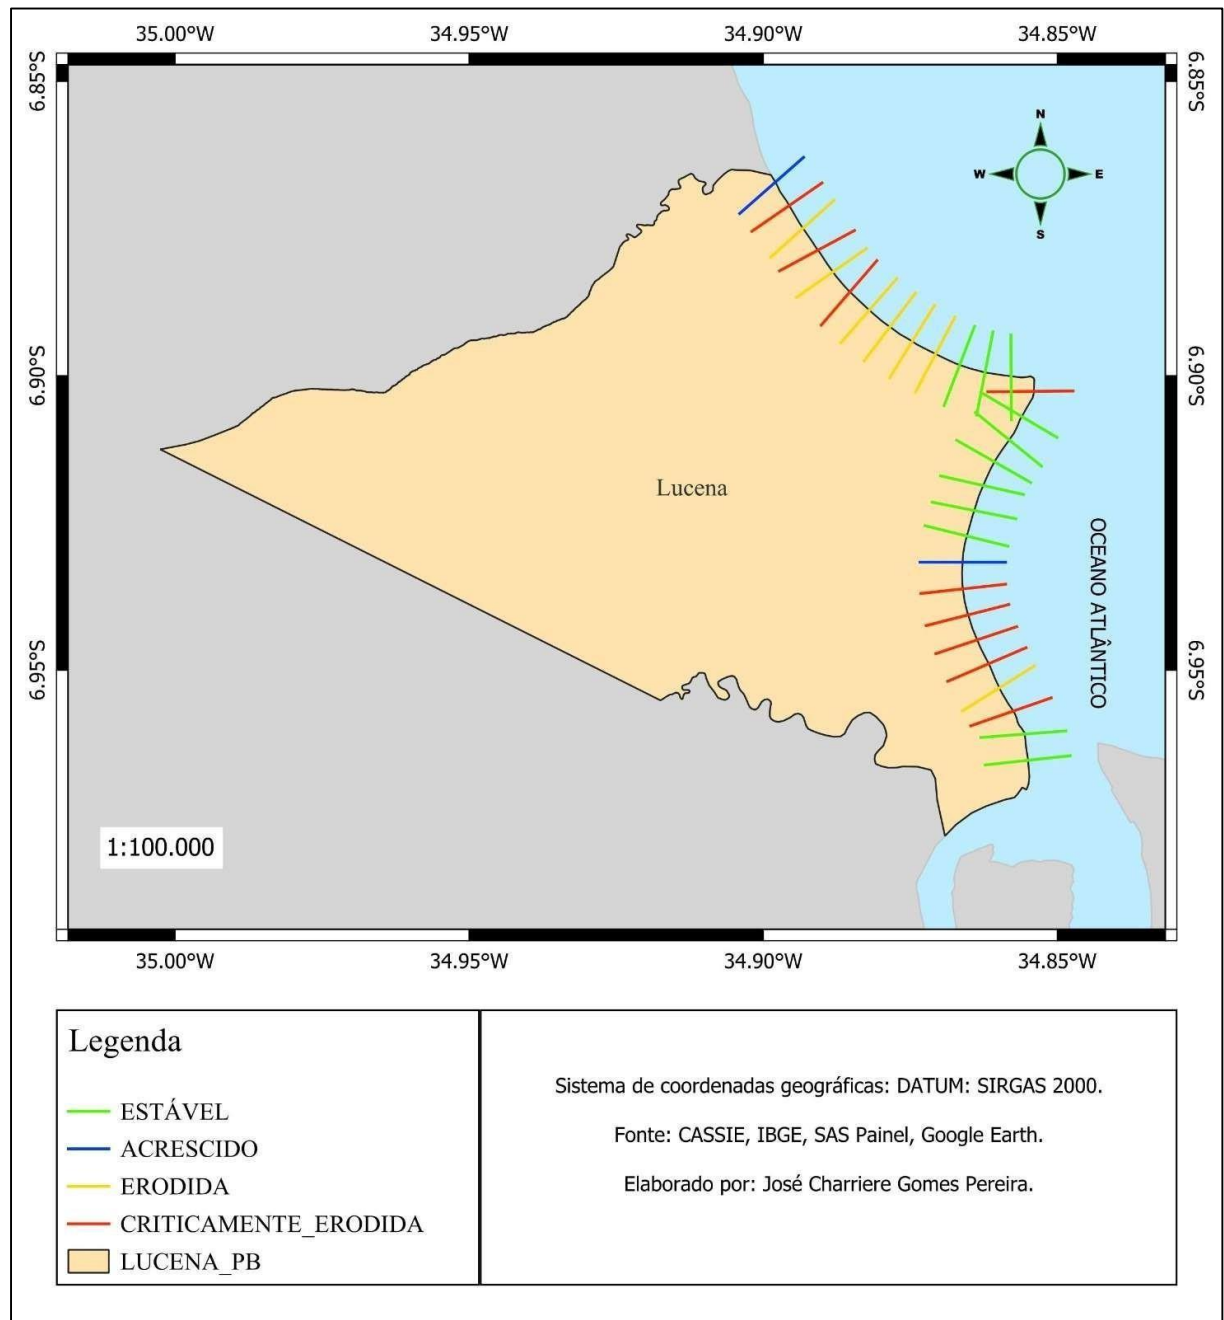 35.00°W 34.95°W 34.90°W 34.85°W
6.85°S 6.85°S
N
W E
S
6.90°S 6.90°S
Lucena
OCEANO ATLÂNTICO
6.95°S 6.95°S
1:100.000
35.00°W 34.95°W 34.90°W 34.85°W
Legenda
ESTÁVEL
ACRESCIDO
ERODIDA
CRITICAMENTE_ERODIDA
LUCENA_PB
Sistema de coordenadas geográficas: DATUM: SIRGAS 2000.
Fonte: CASSIE, IBGE, SAS Painel, Google Earth.
Elaborado por: José Charriere Gomes Pereira.